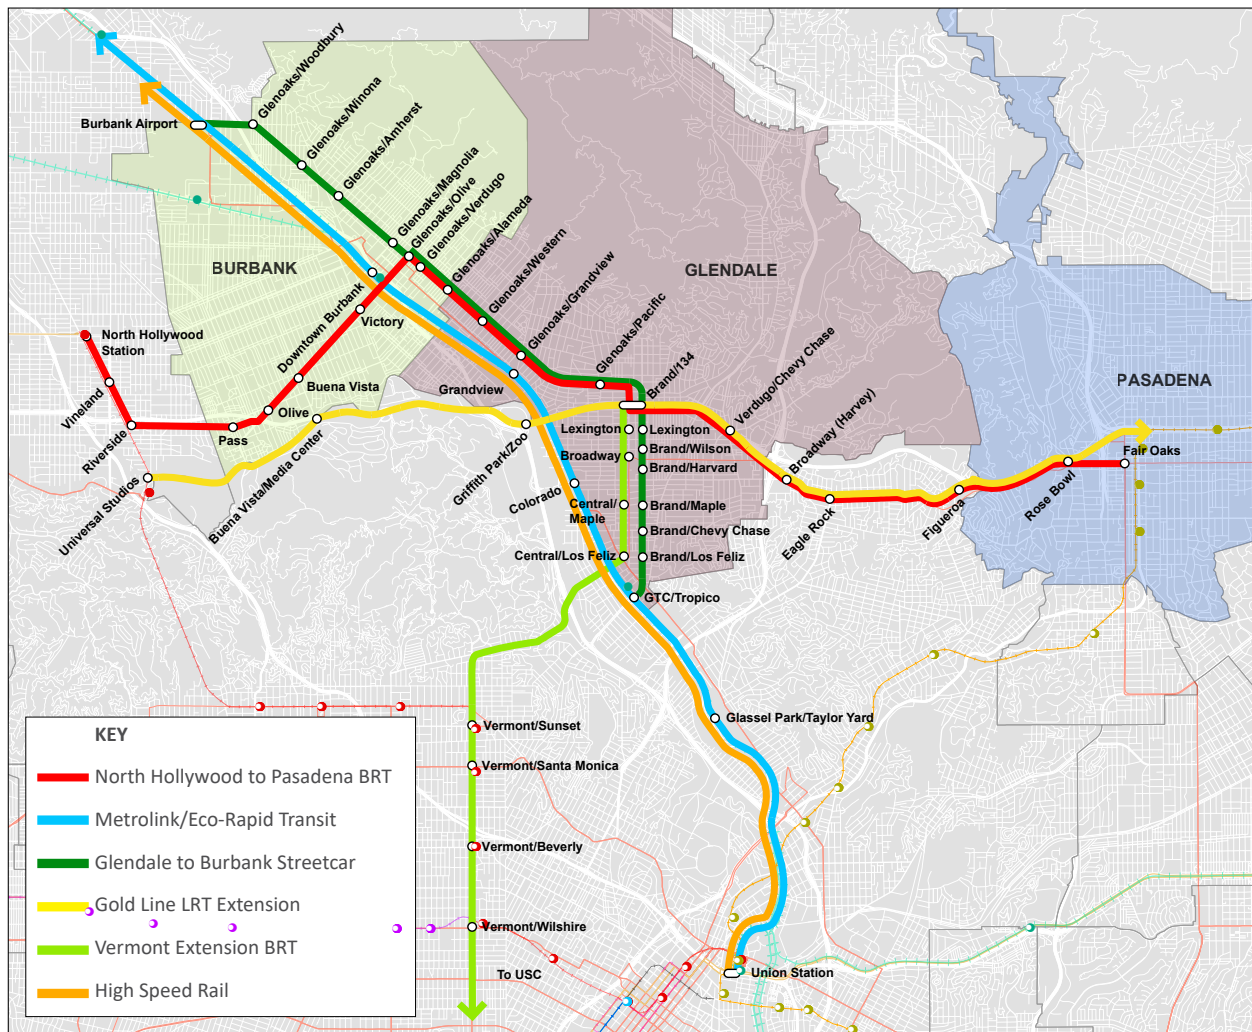 Glenoaks/Woodbury
Glenoaks/Winona
Glenoaks/Amherst
Burbank Airport
Glenoaks/Magnolia
Glenoaks/Olive
Glenoaks/Verdugo
Glenoaks/Alameda
Glenoaks/Western
Glenoaks/Grandview
Glenoaks/Pacific
BURBANK
GLENDALE
PASADENA
Downtown Burbank
Victory
North Hollywood
Station
Vineland
Riverside
Pass
Olive
Buena Vista
Grandview
Brand/134
Verdugo/Chevy Chase
Broadway (Harvey)
Universal Studios
Buena Vista/Media Center
Griffith Park/Zoo
Lexington
Lexington
Broadway
Brand/Wilson
Brand/Harvard
Colorado
Central/
Maple
Brand/Maple
Brand/Chevy Chase
Central/Los Feliz
Brand/Los Feliz
GTC/Tropico
Eagle Rock
Figueroa
Rose Bowl
Fair Oaks
Glassel Park/Taylor Yard
Vermont/Sunset
Vermont/Santa Monica
Vermont/Beverly
Vermont/Wilshire
To USC
Union Station
KEY
North Hollywood to Pasadena BRT
Metrolink/Eco-Rapid Transit
Glendale to Burbank Streetcar
Gold Line LRT Extension
Vermont Extension BRT
High Speed Rail